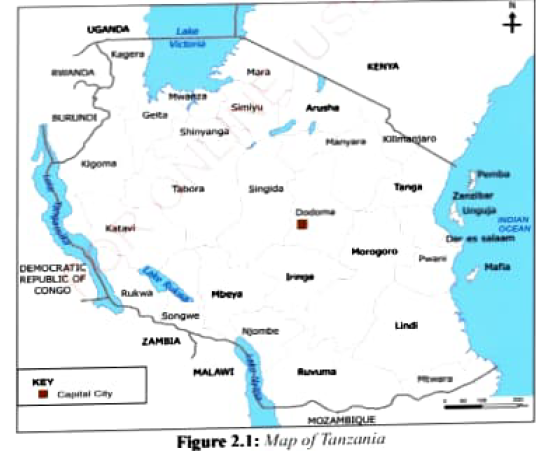 N
UGANDA
Lake
Victoria
Kagera
RWANDA
Mara
KENYA
Mwanza
Simiyu
Arusha
Geita
BURUNDI
Shinyanga
Manyara
Kilimanjaro
Kigoma
Tabora
Singida
Tanga
Pemba
Zanzibar
Unguja
Dodoma
INDIAN
OCEAN
Katavi
Dar es salaam
Morogoro
Pwani
Mafia
DEMOCRATIC
REPUBLIC OF
CONGO
Lake Tanganyika
Lake Rukwa
Iringa
Rukwa
Mbeya
Songwe
Lindi
Njombe
ZAMBIA
MALAWI
Ruvuma
Mtwara
KEY
Capital City
MOZAMBIQUE
Figure 2.1: Map of Tanzania